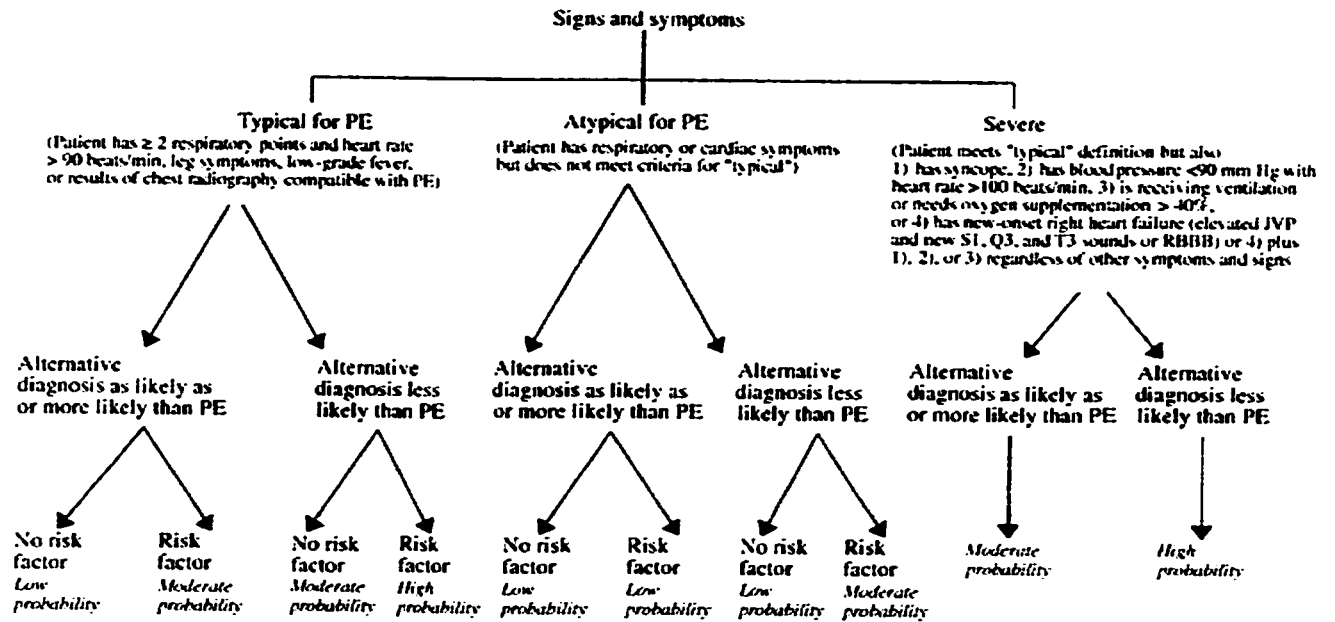 Signs and symptoms
Typical for PE
(Patient has ≥ 2 respiratory points and heart rate
> 90 beats/min, leg symptoms, low-grade fever,
or results of chest radiography compatible with PE)
Atypical for PE
(Patient has respiratory or cardiac symptoms
but does not meet criteria for "typical")
Severe
(Patient meets "typical" definition but also
1) has syncope, 2) has blood pressure <90 mm Hg with
heart rate >100 beats/min, 3) is receiving ventilation
or needs oxygen supplementation > 40%,
or 4) has new-onset right heart failure (elevated JVP
and new S1, Q3, and T3 sounds or RBBB) or 4) plus
1), 2), or 3) regardless of other symptoms and signs
Alternative
diagnosis as likely as
or more likely than PE
Alternative
diagnosis less
likely than PE
Alternative
diagnosis as likely as
or more likely than PE
Alternative
diagnosis less
likely than PE
Alternative
diagnosis as likely as
or more likely than PE
Alternative
diagnosis less
likely than PE
No risk
factor
Low
probability
Risk
factor
Moderate
probability
No risk
factor
Moderate
probability
Risk
factor
High
probability
No risk
factor
Low
probability
Risk
factor
Low
probability
No risk
factor
Low
probability
Risk
factor
Moderate
probability
Moderate
probability
High
probability